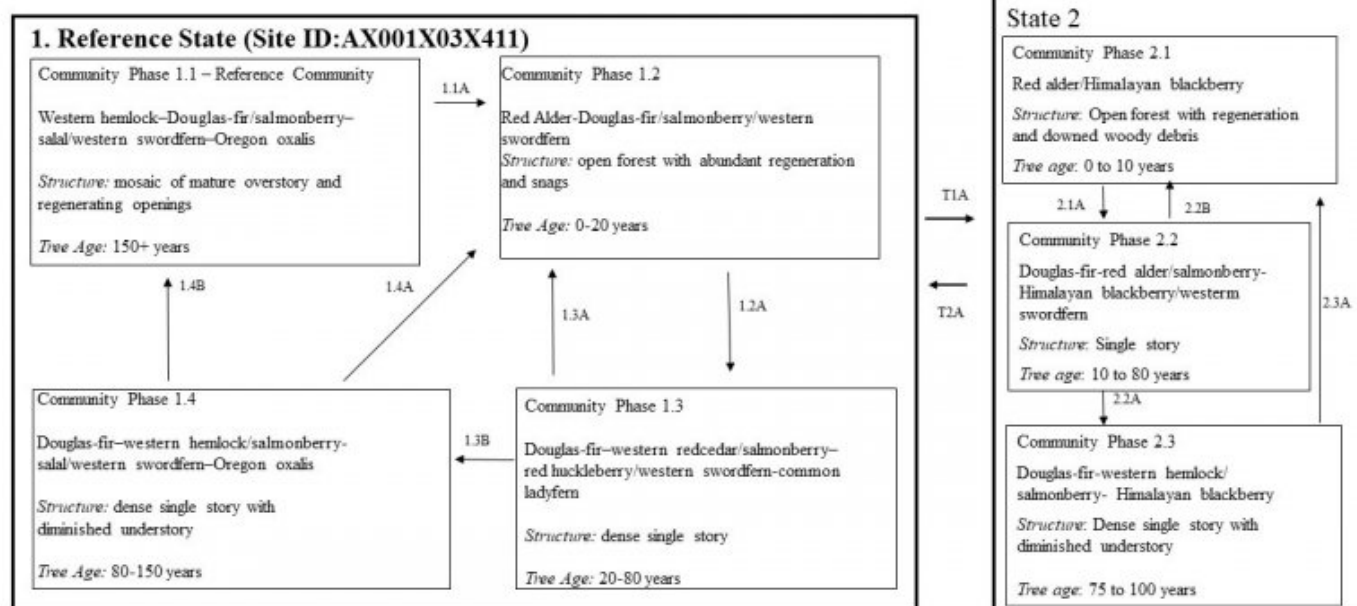 1. Reference State (Site ID:AX001X03X411)
Community Phase 1.1 – Reference Community
Western hemlock–Douglas-fir/salmonberry–
salal/western swordfern–Oregon oxalis
Structure: mosaic of mature overstory and
regenerating openings
Tree Age: 150+ years
1.1A
Community Phase 1.2
Red Alder-Douglas-fir/salmonberry/western
swordfern
Structure: open forest with abundant regeneration
and snags
Tree Age: 0-20 years
1.4B
1.4A
1.3A
1.2A
Community Phase 1.4
Douglas-fir–western hemlock/salmonberry-
salal/western swordfern–Oregon oxalis
Structure: dense single story with
diminished understory
Tree Age: 80-150 years
1.3B
Community Phase 1.3
Douglas-fir–western redcedar/salmonberry–
red huckleberry/western swordfern-common
ladyfern
Structure: dense single story
Tree Age: 20-80 years
T1A
T2A
State 2
Community Phase 2.1
Red alder/Himalayan blackberry
Structure: Open forest with regeneration
and downed woody debris
Tree age: 0 to 10 years
2.1A
2.2B
Community Phase 2.2
Douglas-fir-red alder/salmonberry-
Himalayan blackberry/westerm
swordfern
Structure: Single story
Tree age: 10 to 80 years
2.3A
2.2A
Community Phase 2.3
Douglas-fir-western hemlock/
salmonberry- Himalayan blackberry
Structure: Dense single story with
diminished understory
Tree age: 75 to 100 years